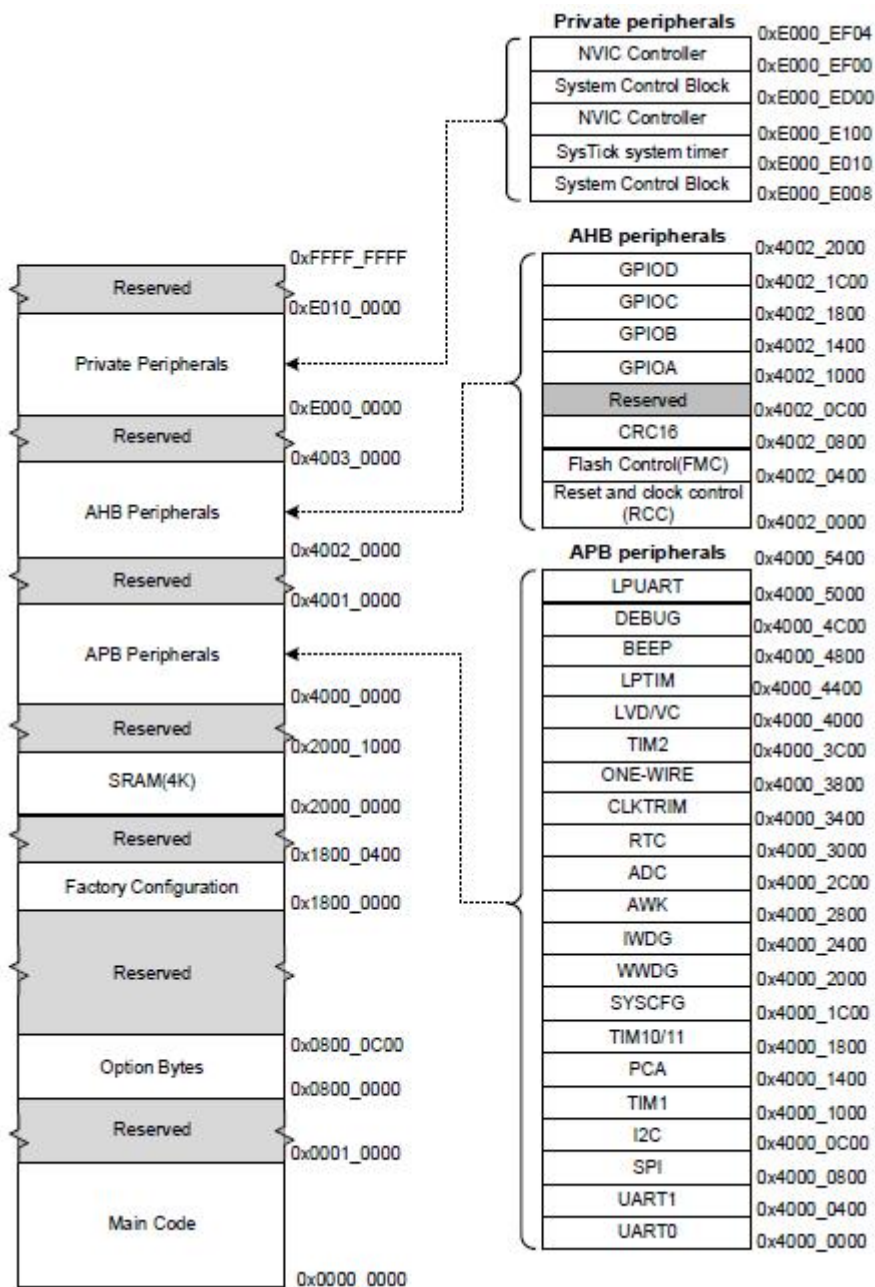 Private peripherals
0xE000_EF04
NVIC Controller
0xE000_EF00
System Control Block
0xE000_ED00
NVIC Controller
0xE000_E100
SysTick system timer
0xE000_E010
System Control Block
0xE000_E008
AHB peripherals
0x4002_2000
GPIOD
0x4002_1C00
GPIOC
0x4002_1800
GPIOB
0x4002_1400
GPIOA
0x4002_1000
Reserved
0x4002_0C00
CRC16
0x4002_0800
Flash Control(FMC)
0x4002_0400
Reset and clock control
(RCC)
0x4002_0000
APB peripherals
0x4000_5400
LPUART
0x4000_5000
DEBUG
0x4000_4C00
BEEP
0x4000_4800
LPTIM
0x4000_4400
LVD/VC
0x4000_4000
TIM2
0x4000_3C00
ONE-WIRE
0x4000_3800
CLKTRIM
0x4000_3400
RTC
0x4000_3000
ADC
0x4000_2C00
AWK
0x4000_2800
IWDG
0x4000_2400
WWDG
0x4000_2000
SYSCFG
0x4000_1C00
TIM10/11
0x4000_1800
PCA
0x4000_1400
TIM1
0x4000_1000
I2C
0x4000_0C00
SPI
0x4000_0800
UART1
0x4000_0400
UART0
0x4000_0000
0xFFFF_FFFF
Reserved
0xE010_0000
Private Peripherals
0xE000_0000
Reserved
0x4003_0000
AHB Peripherals
0x4002_0000
Reserved
0x4001_0000
APB Peripherals
0x4000_0000
Reserved
0x2000_1000
SRAM(4K)
0x2000_0000
Reserved
0x1800_0400
Factory Configuration
0x1800_0000
Reserved
0x0800_0C00
Option Bytes
0x0800_0000
Reserved
0x0001_0000
Main Code
0x0000_0000